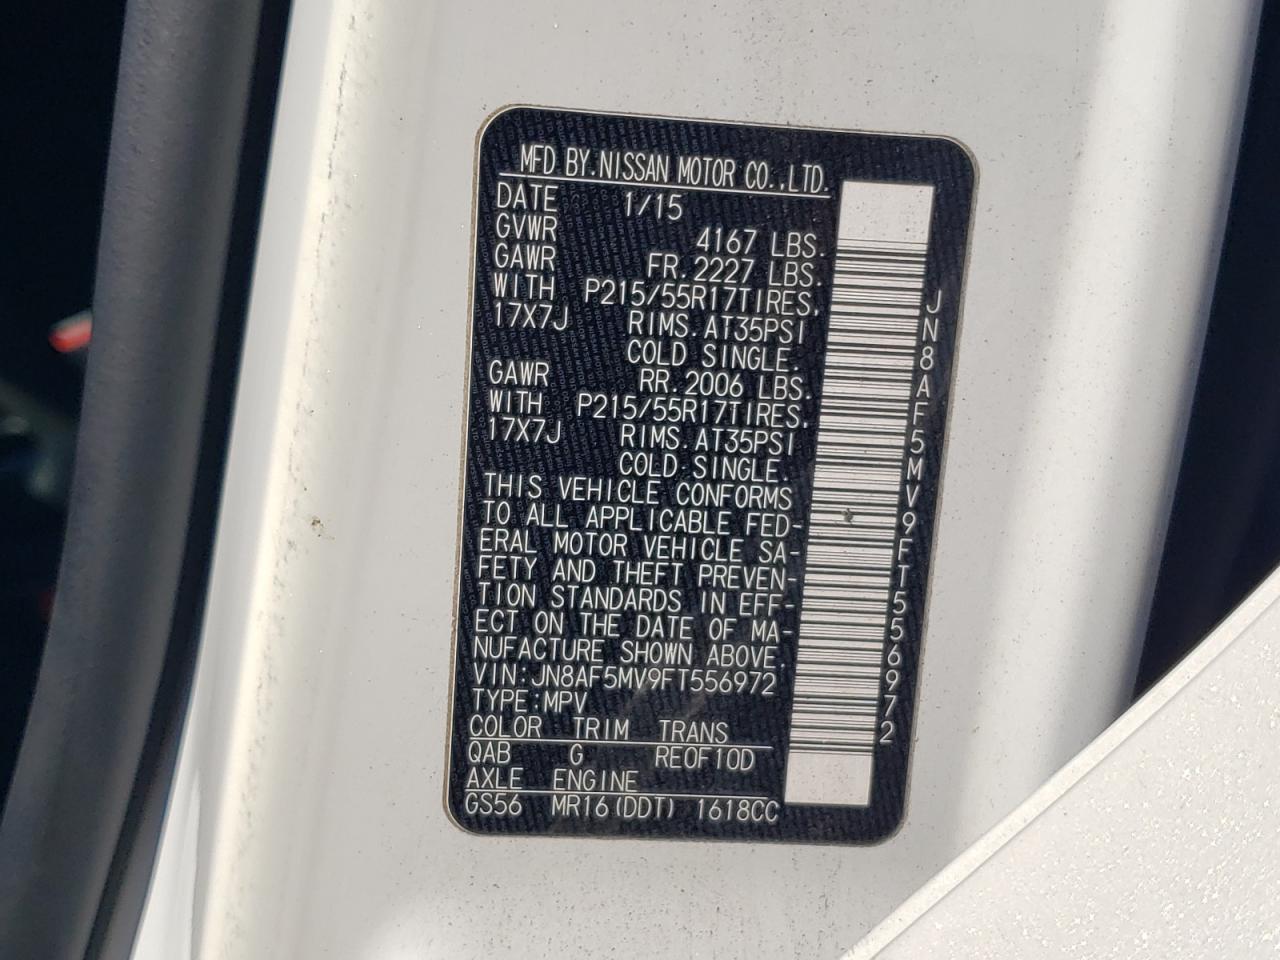 MFD BY.NISSAN MOTOR CO.,LTD.
DATE 1/15
GVWR 4167 LBS.
GAWR FR.2227 LBS.
WITH P215/55R17TIRES.
17X7J RIMS.AT35PSI
COLD SINGLE.
GAWR RR.2006 LBS.
WITH P215/55R17TIRES.
17X7J RIMS.AT35PSI
COLD SINGLE.
THIS VEHICLE CONFORMS
TO ALL APPLICABLE FED-
ERAL MOTOR VEHICLE SA-
FETY AND THEFT PREVEN-
TION STANDARDS IN EFF-
ECT ON THE DATE OF MA-
NUFACTURE SHOWN ABOVE.
VIN:JN8AF5MV9FT556972
TYPE:MPV
COLOR TRIM TRANS
QAB G RE0F10D
AXLE ENGINE
GS56 MR16(DDT) 1618CC
JN8AF5MV9FT556972